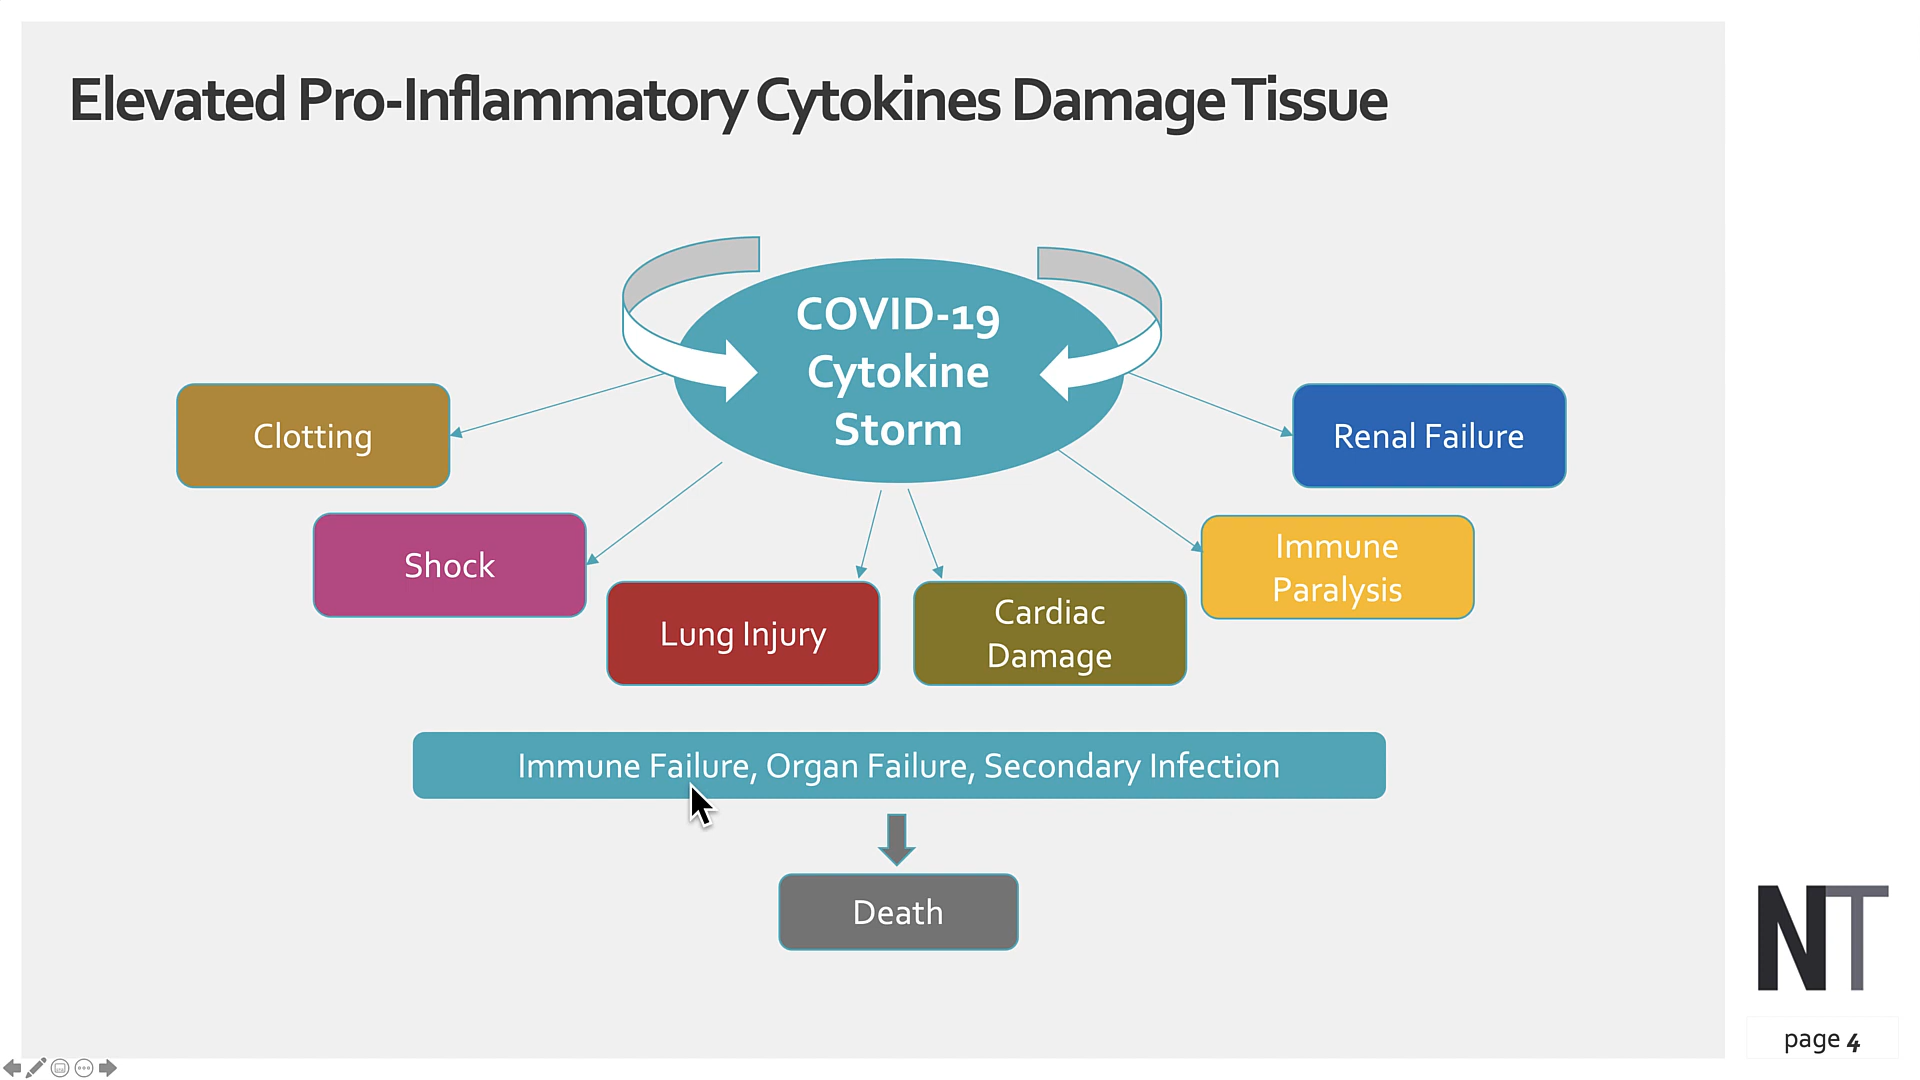 Elevated Pro-Inflammatory Cytokines Damage Tissue
COVID-19
Cytokine
Storm
Clotting
Renal Failure
Shock
Immune
Paralysis
Lung Injury
Cardiac
Damage
Immune Failure, Organ Failure, Secondary Infection
Death
NT
page 4